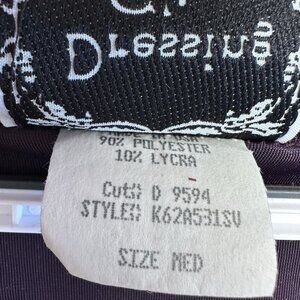 Dressing
90% POLYESTER
10% LYCRA
Cut# D 9594
STYLE# K62A531SV
SIZE MED